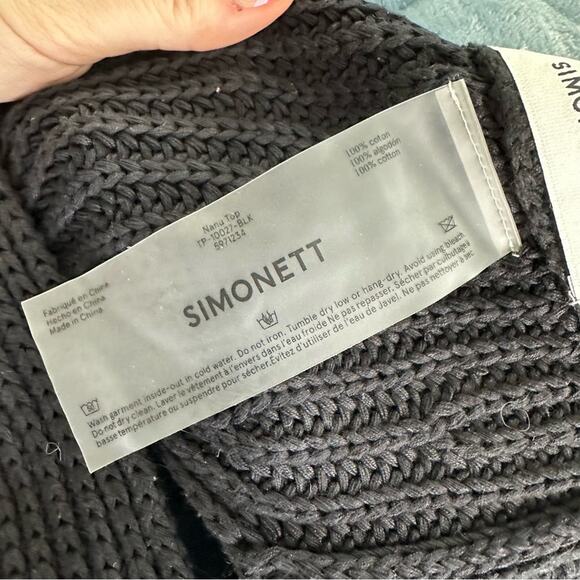 Nanu Top
TP-10027-BLK
5971234
100% coton
100% algodón
100% cotton
SIMONETT
Fabriqué en Chine
Hecho en China
Made in China
Wash garment inside-out in cold water. Do not iron. Tumble dry low or hang-dry. Avoid using bleach
Do not dry clean. Laver le vêtement à l'envers dans l'eau froide Ne pas repasser. Sécher par culbutage à
basse température ou suspendre pour sécher.Évitez d'utiliser de l'eau de Javel. Ne pas nettoyer à sec
SIMON